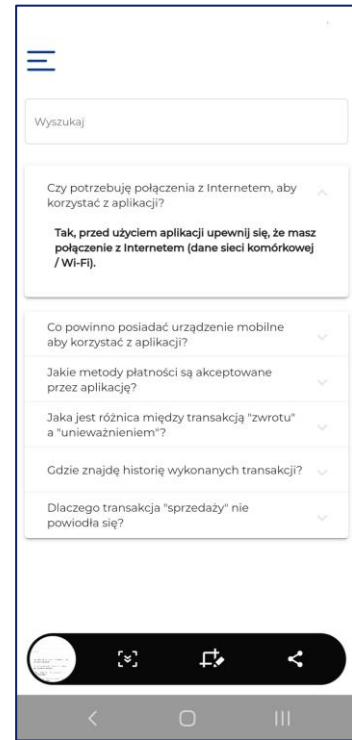 Wyszukaj
Czy potrzebuję połączenia z Internetem, aby
korzystać z aplikacji?
Tak, przed użyciem aplikacji upewnij się, że masz
połączenie z Internetem (dane sieci komórkowej
/ Wi-Fi).
Co powinno posiadać urządzenie mobilne
aby korzystać z aplikacji?
Jakie metody płatności są akceptowane
przez aplikację?
Jaka jest różnica między transakcją "zwrotu"
a "unieważnieniem"?
Gdzie znajdę historię wykonanych transakcji?
Dlaczego transakcja "sprzedaży" nie
powiodła się?